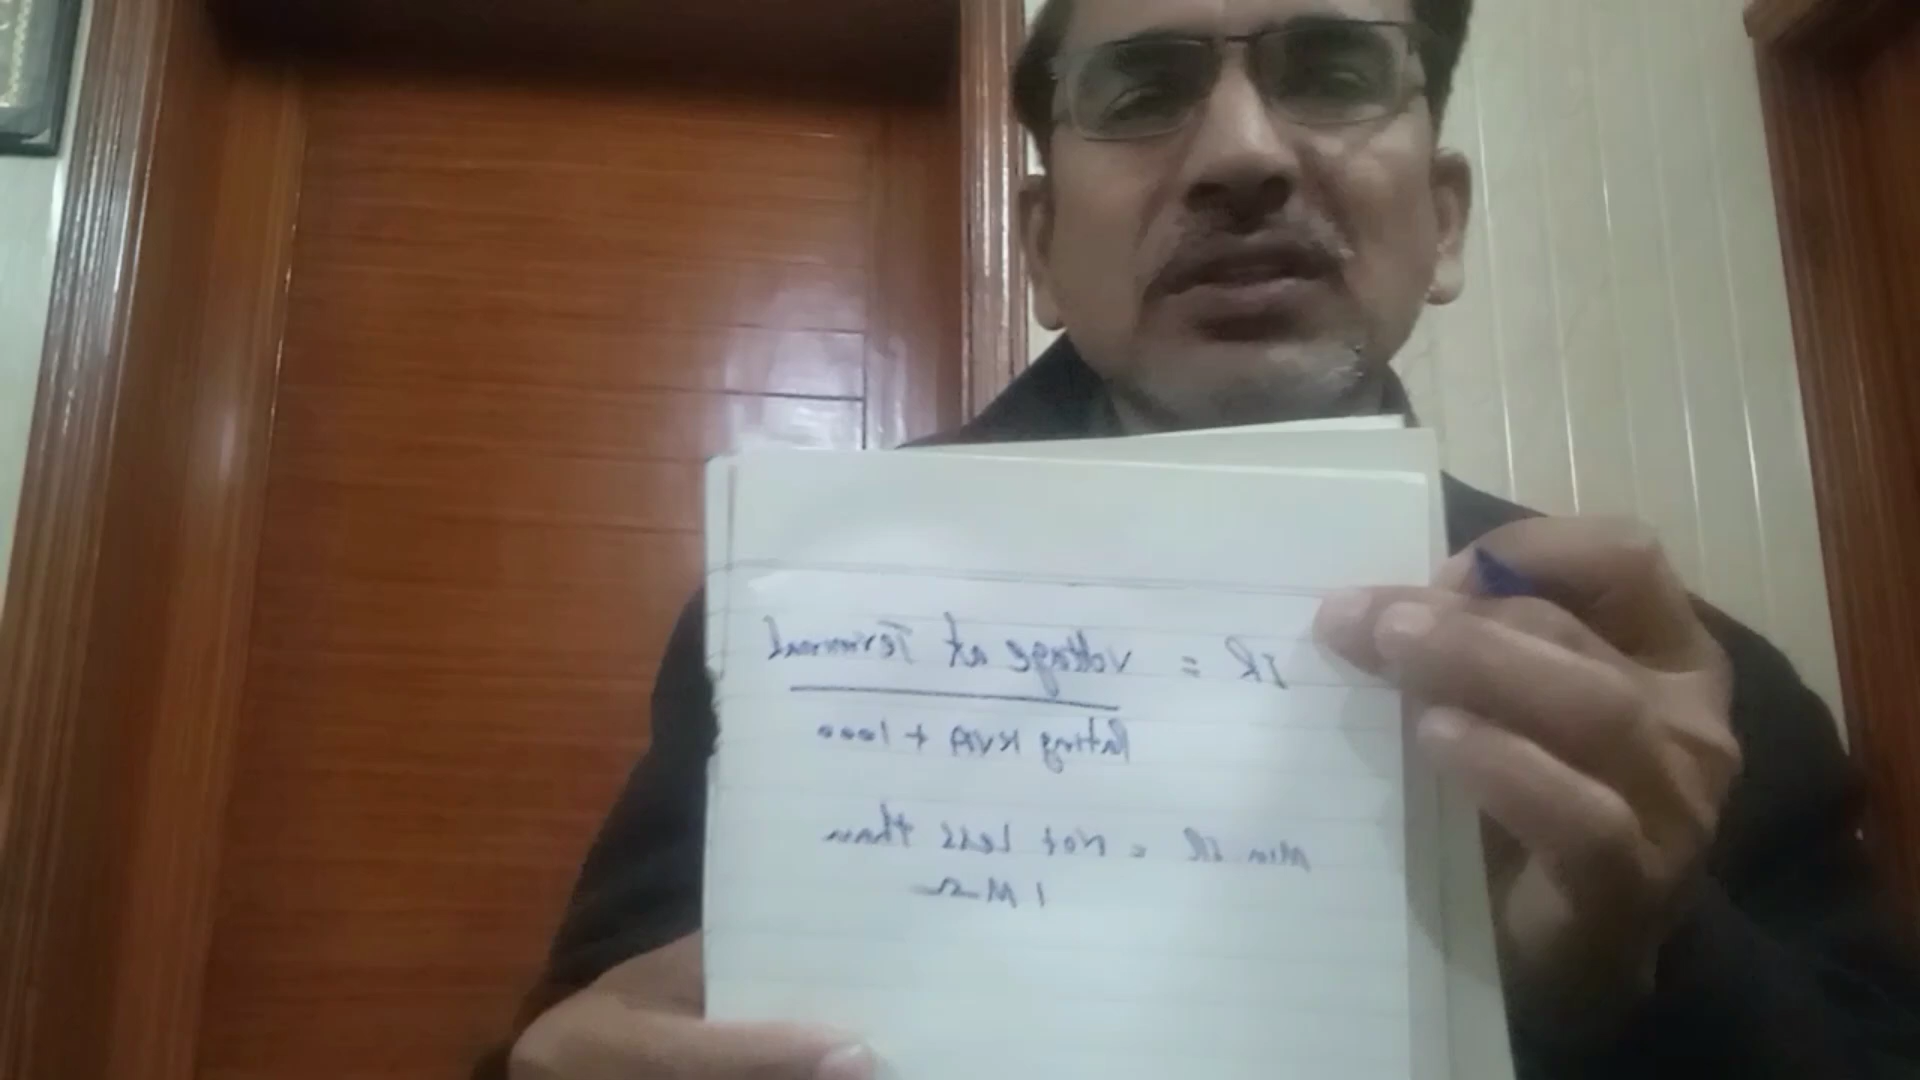 IR = Voltage at Terminal
Rating KVA + 1000
Min IR = Not Less than
1 MΩ